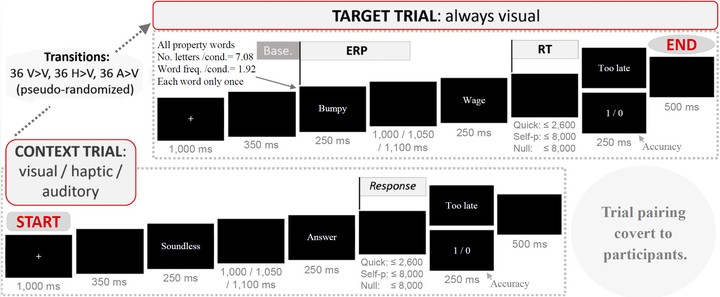 TARGET TRIAL: always visual
Transitions:
36 V>V, 36 H>V, 36 A>V
(pseudo-randomized)
All property words
No. letters /cond.= 7.08
Word freq. /cond.= 1.92
Each word only once
Base.
ERP
RT
END
+
1,000 ms
350 ms
Bumpy
250 ms
1,000 / 1,050
/ 1,100 ms
Wage
250 ms
Quick: ≤ 2,600
Self-p: ≤ 8,000
Null: ≤ 8,000
Too late
1 / 0
250 ms
Accuracy
500 ms
CONTEXT TRIAL:
visual / haptic /
auditory
START
+
1,000 ms
350 ms
Soundless
250 ms
1,000 / 1,050
/ 1,100 ms
Answer
250 ms
Response
Quick: ≤ 2,600
Self-p: ≤ 8,000
Null: ≤ 8,000
Too late
1 / 0
250 ms
Accuracy
500 ms
Trial pairing
covert to
participants.